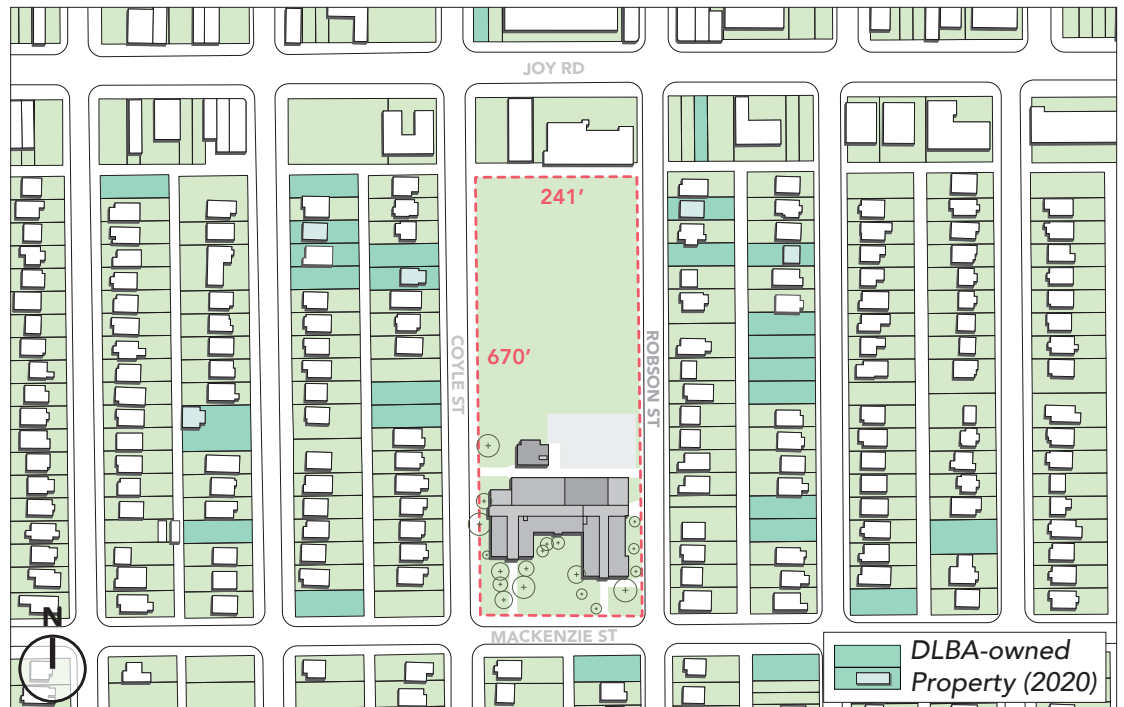 JOY RD
241’
COYLE ST
670’
ROBSON ST
N
MACKENZIE ST
DLBA-owned
Property (2020)